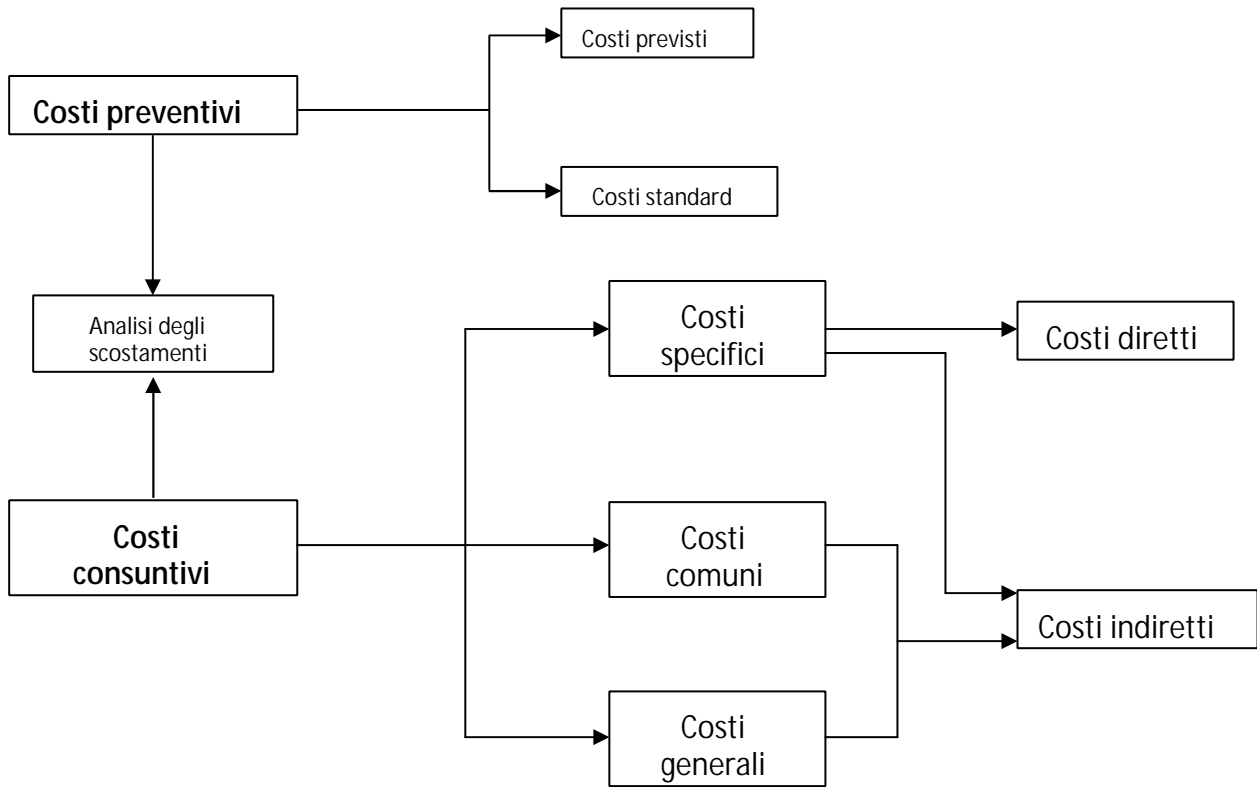 Costi previsti
Costi preventivi
Costi standard
Analisi degli
scostamenti
Costi
specifici
Costi diretti
Costi
consuntivi
Costi
comuni
Costi indiretti
Costi
generali